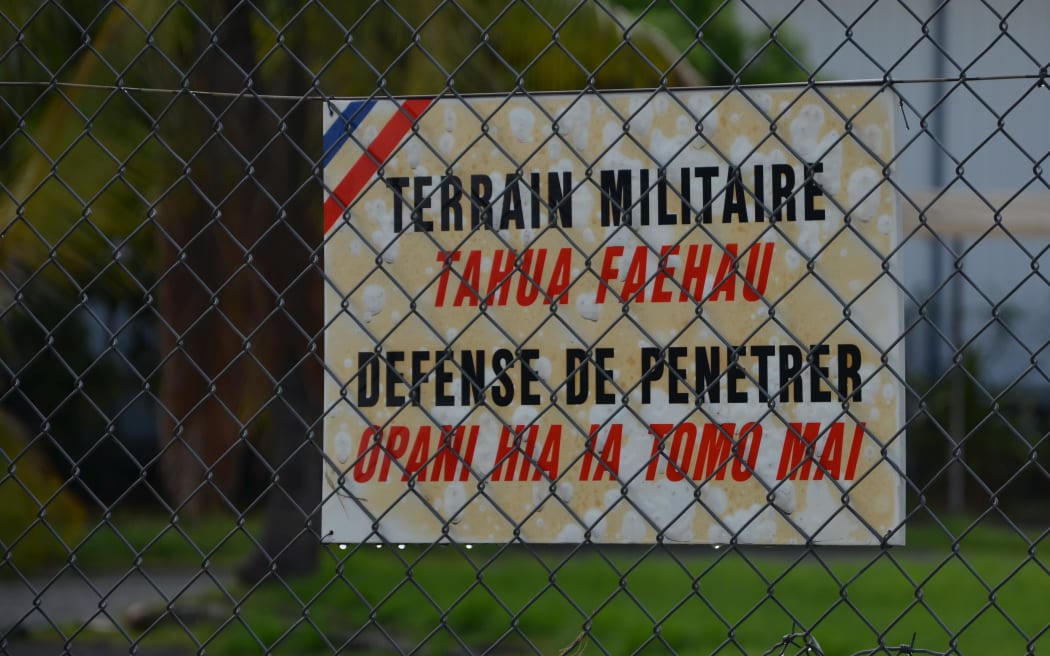 TERRAIN MILITAIRE
TAHUA FAEHAU
DEFENSE DE PENETRER
OPANI HIA IA TOMO MAI